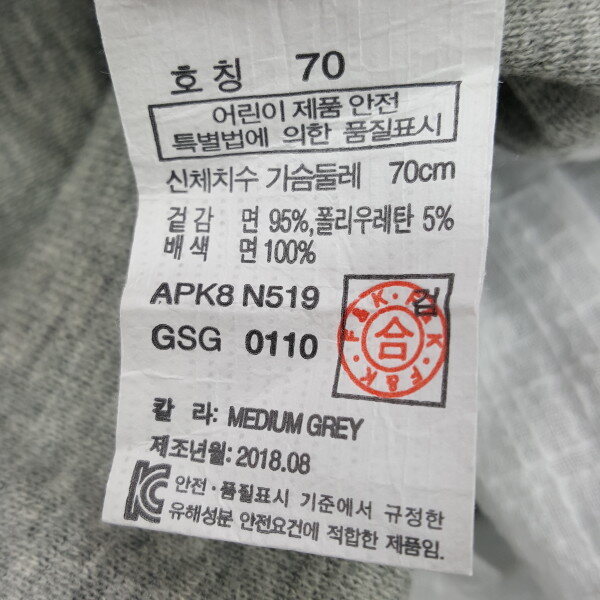 호칭 70
어린이 제품 안전
특별법에 의한 품질표시
신체치수 가슴둘레 70cm
겉감 면 95%,폴리우레탄 5%
배색 면100%
APK8 N519
GSG 0110
검
F&K·F&K·F&K·
합
칼 라: MEDIUM GREY
제조년월: 2018.08
KC 안전·품질표시 기준에서 규정한
유해성분 안전요건에 적합한 제품임.